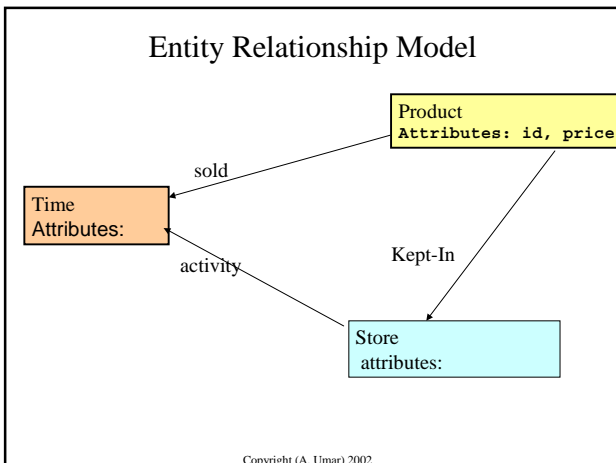 Entity Relationship Model
Product
Attributes: id, price
sold
Time
Attributes:
Kept-In
activity
Store
attributes:
Copyright (A. Umar) 2002